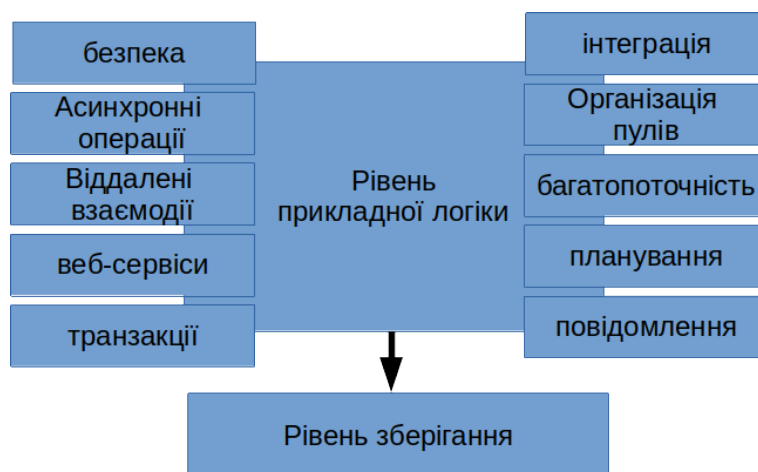 безпека
Асинхронні
операції
Віддалені
взаємодії
веб-сервіси
транзакції
Рівень
прикладної логіки
інтеграція
Організація
пулів
багатопоточність
планування
повідомлення
Рівень зберігання